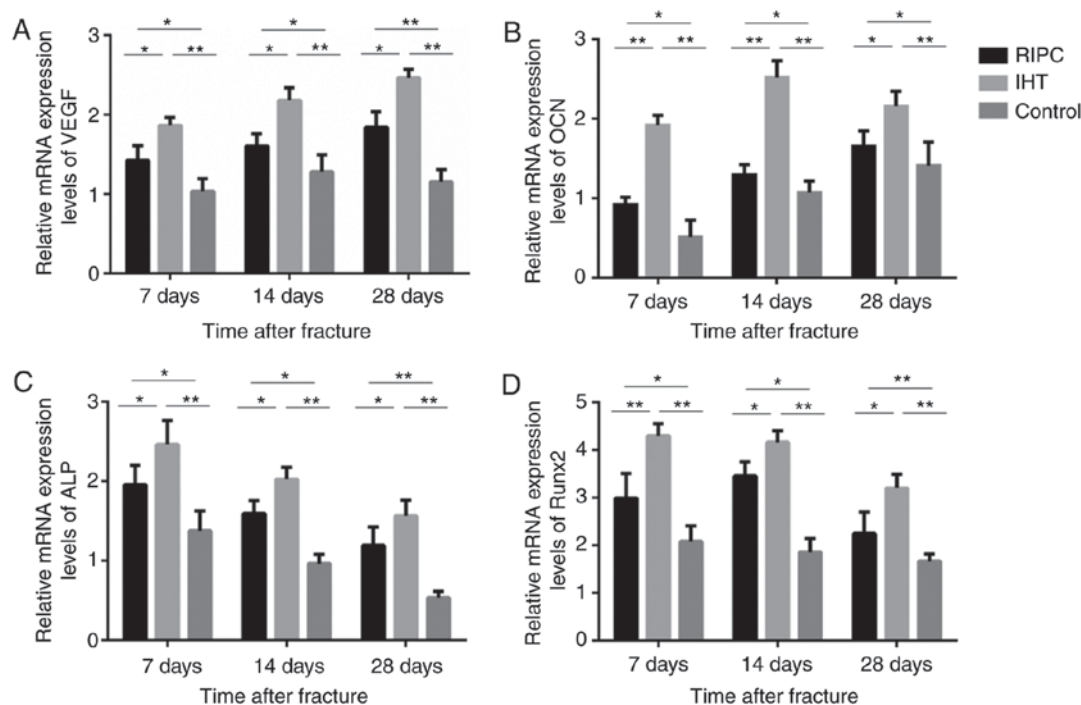 A
Relative mRNA expression
levels of VEGF
3
2
1
0
* * **
* * **
** * **
7 days 14 days 28 days
Time after fracture
B
Relative mRNA expression
levels of OCN
3
2
1
0
* ** **
* ** **
* * **
7 days 14 days 28 days
Time after fracture
RIPC
IHT
Control
C
Relative mRNA expression
levels of ALP
3
2
1
0
* * **
* * **
** * **
7 days 14 days 28 days
Time after fracture
D
Relative mRNA expression
levels of Runx2
5
4
3
2
1
0
* ** **
* * **
** * **
7 days 14 days 28 days
Time after fracture